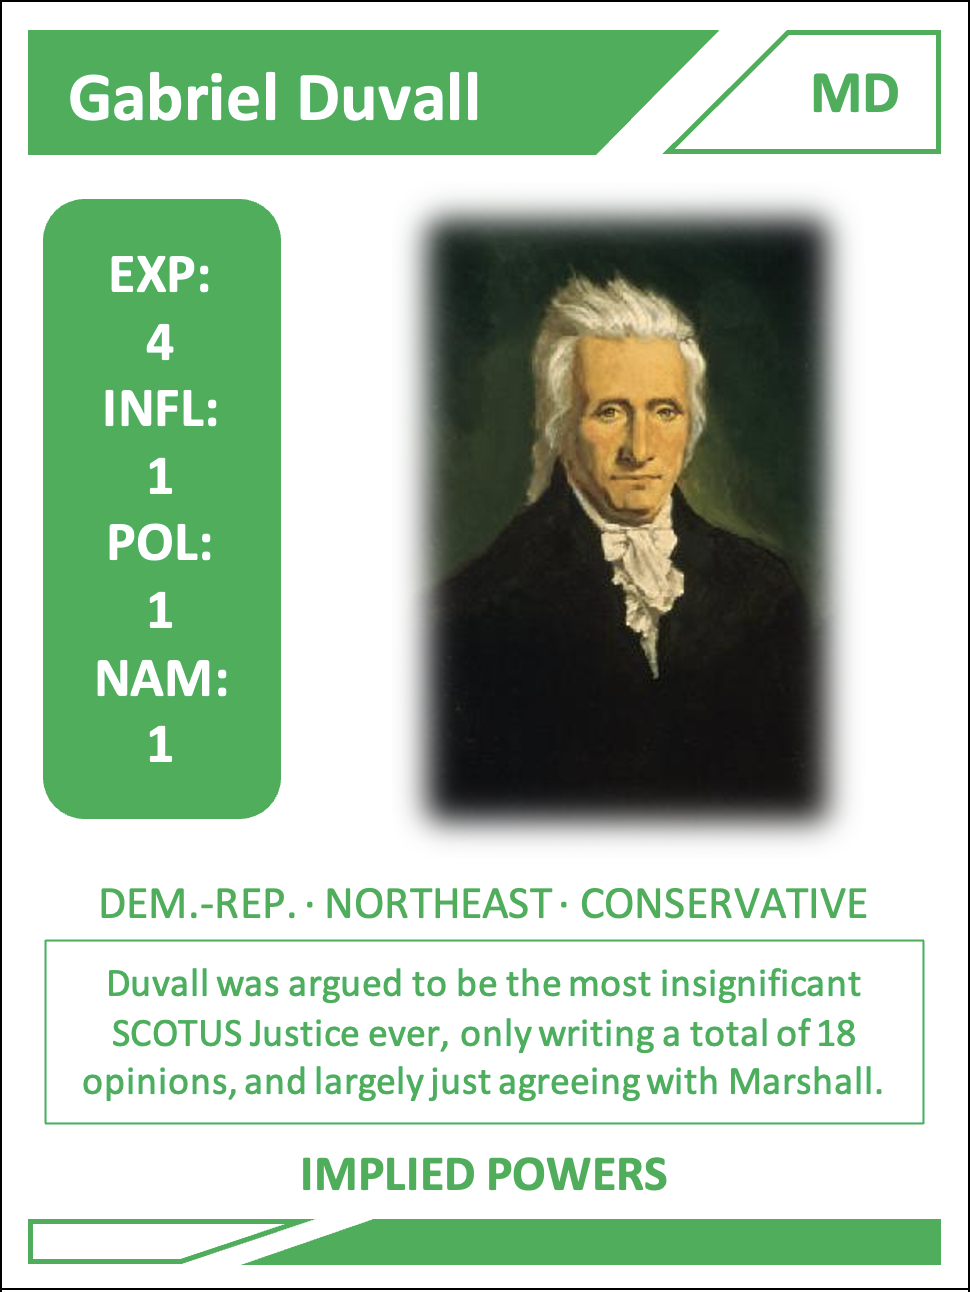 Gabriel Duvall
MD
EXP:
4
INFL:
1
POL:
1
NAM:
1
DEM.-REP. · NORTHEAST · CONSERVATIVE
Duvall was argued to be the most insignificant
SCOTUS Justice ever, only writing a total of 18
opinions, and largely just agreeing with Marshall.
IMPLIED POWERS